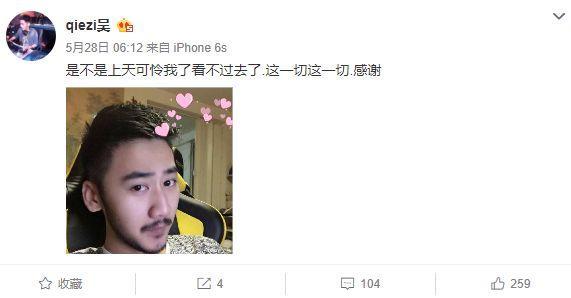 qiezi吴
5月28日 06:12 来自 iPhone 6s
是不是上天可怜我了看不过去了.这一切这一切.感谢
收藏
4
104
259